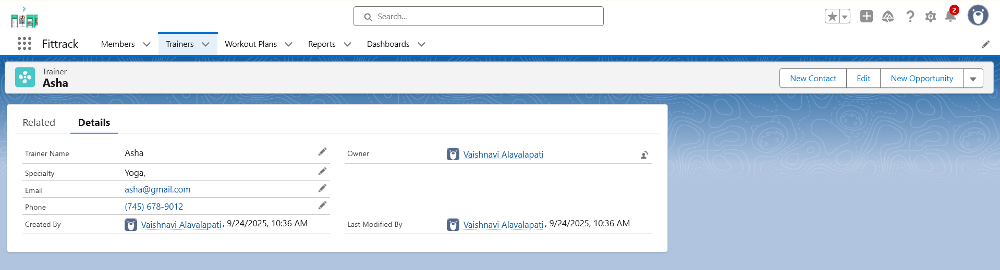 Search...
2
Fittrack Members Trainers Workout Plans Reports Dashboards
Trainer
Asha
New Contact Edit New Opportunity
Related Details
Trainer Name Asha Owner Vaishnavi Alavalapati
Specialty Yoga,
Email asha@gmail.com
Phone (745) 678-9012
Created By Vaishnavi Alavalapati, 9/24/2025, 10:36 AM Last Modified By Vaishnavi Alavalapati, 9/24/2025, 10:36 AM